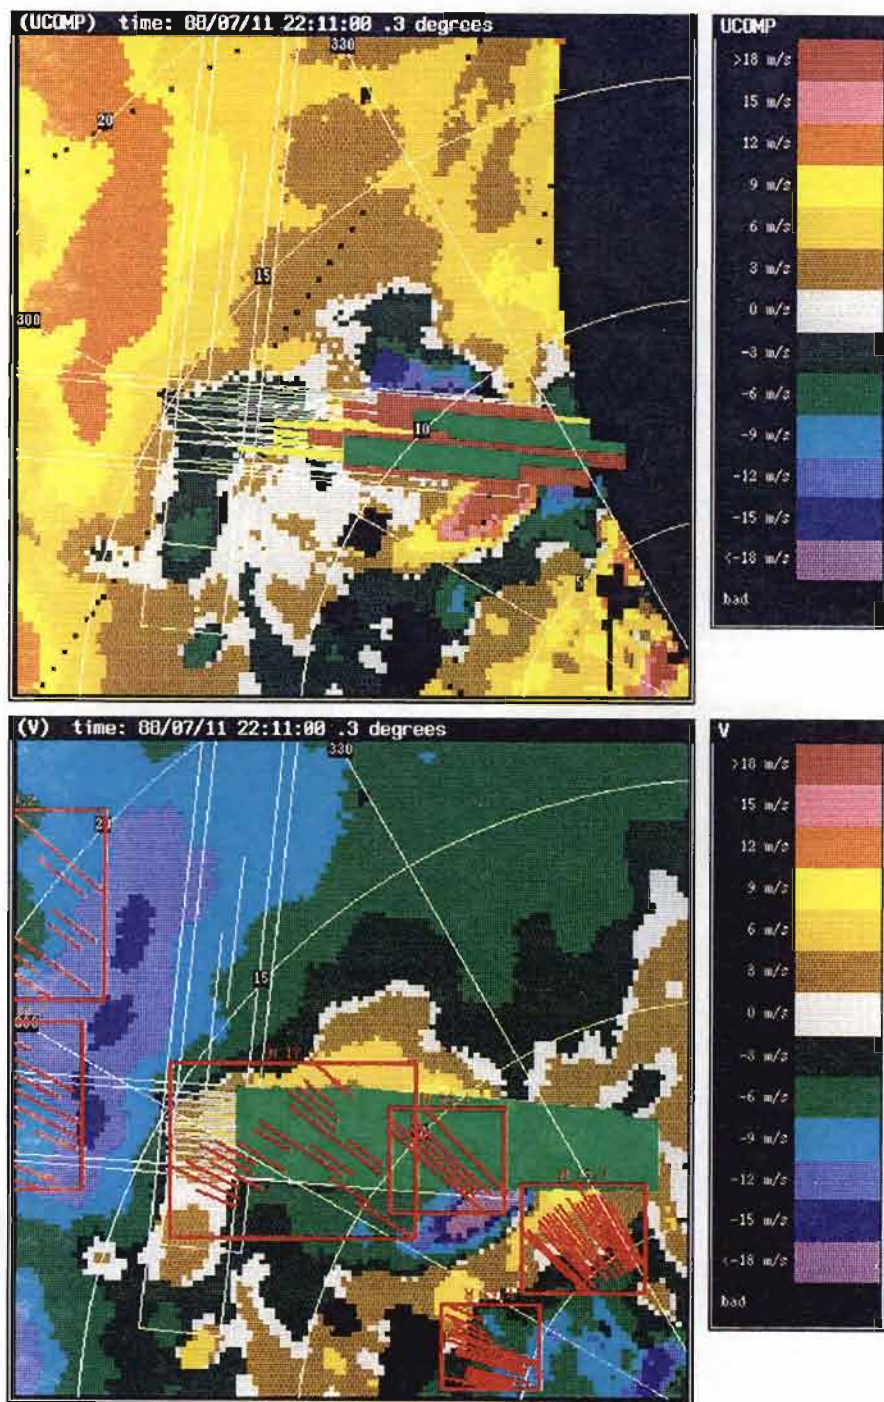 (UCOMP) time: 88/07/11 22:11:00 .3 degrees
330
20
15
300
10
5
UCOMP
>18 m/s
15 m/s
12 m/s
9 m/s
6 m/s
3 m/s
0 m/s
-3 m/s
-6 m/s
-9 m/s
-12 m/s
-15 m/s
<-18 m/s
bad
(V) time: 88/07/11 22:11:00 .3 degrees
330
20
15
V
>18 m/s
15 m/s
12 m/s
9 m/s
6 m/s
3 m/s
0 m/s
-3 m/s
-6 m/s
-9 m/s
-12 m/s
-15 m/s
<-18 m/s
bad